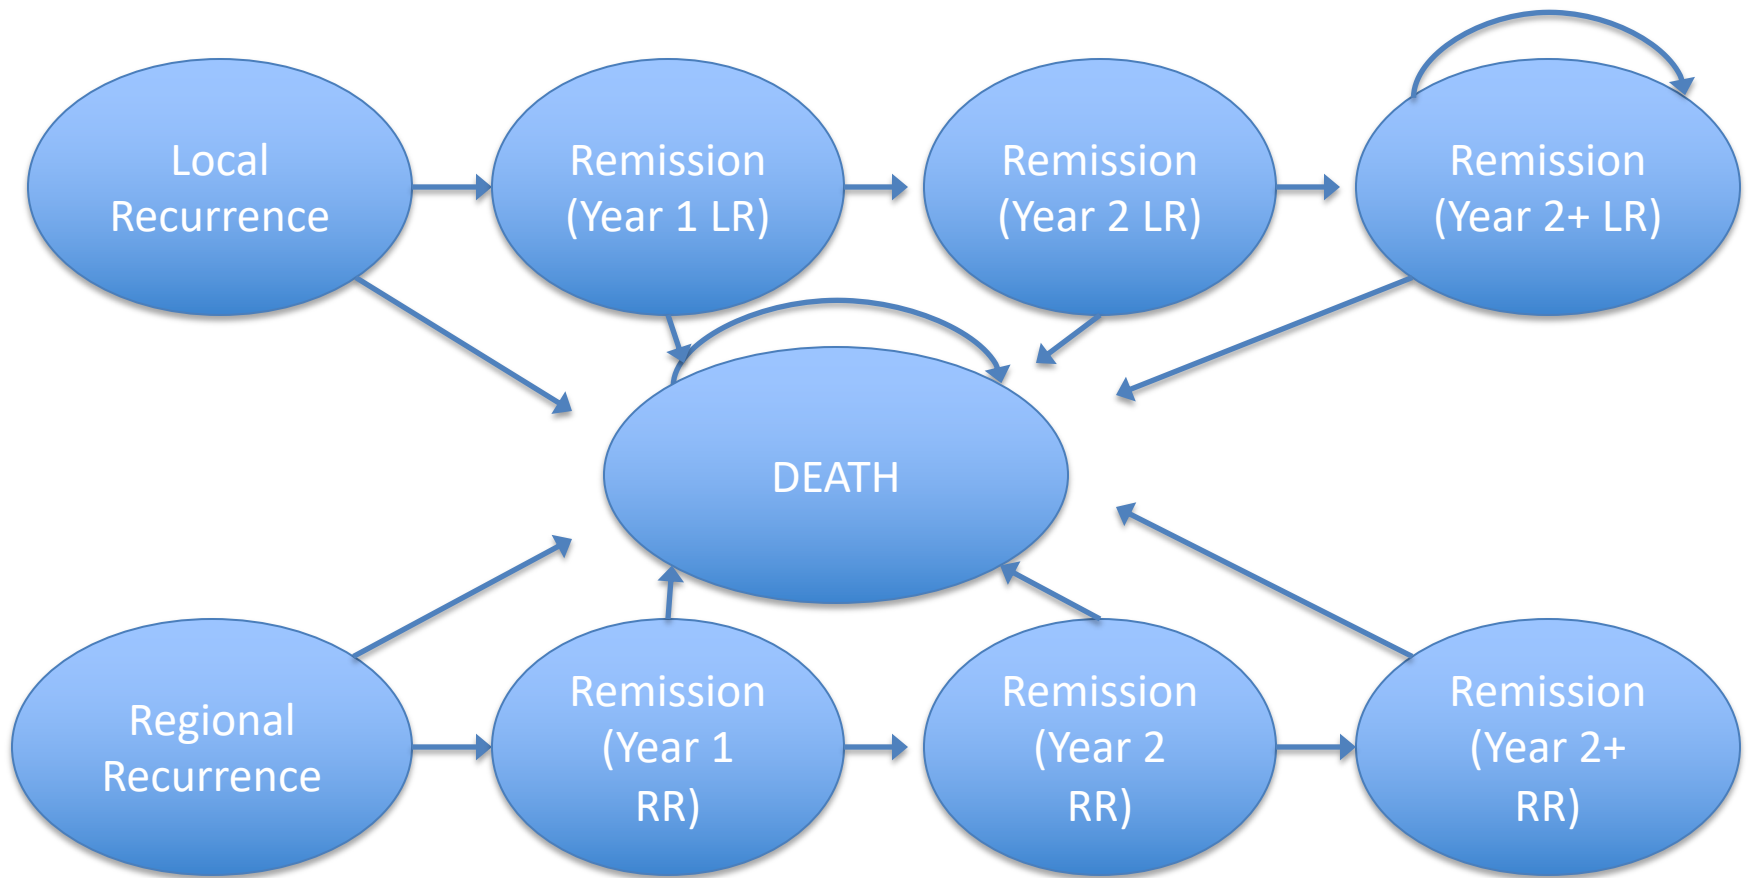 Local
Recurrence
Remission
(Year 1 LR)
Remission
(Year 2 LR)
Remission
(Year 2+ LR)
DEATH
Regional
Recurrence
Remission
(Year 1
RR)
Remission
(Year 2
RR)
Remission
(Year 2+
RR)